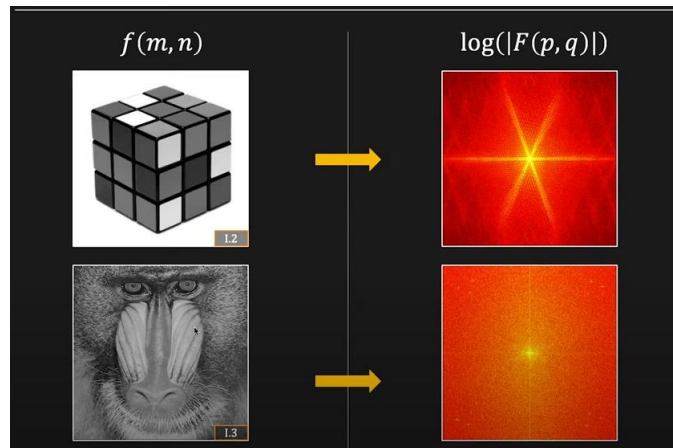 f(m, n)
log(|F(p, q)|)
I.2
I.3